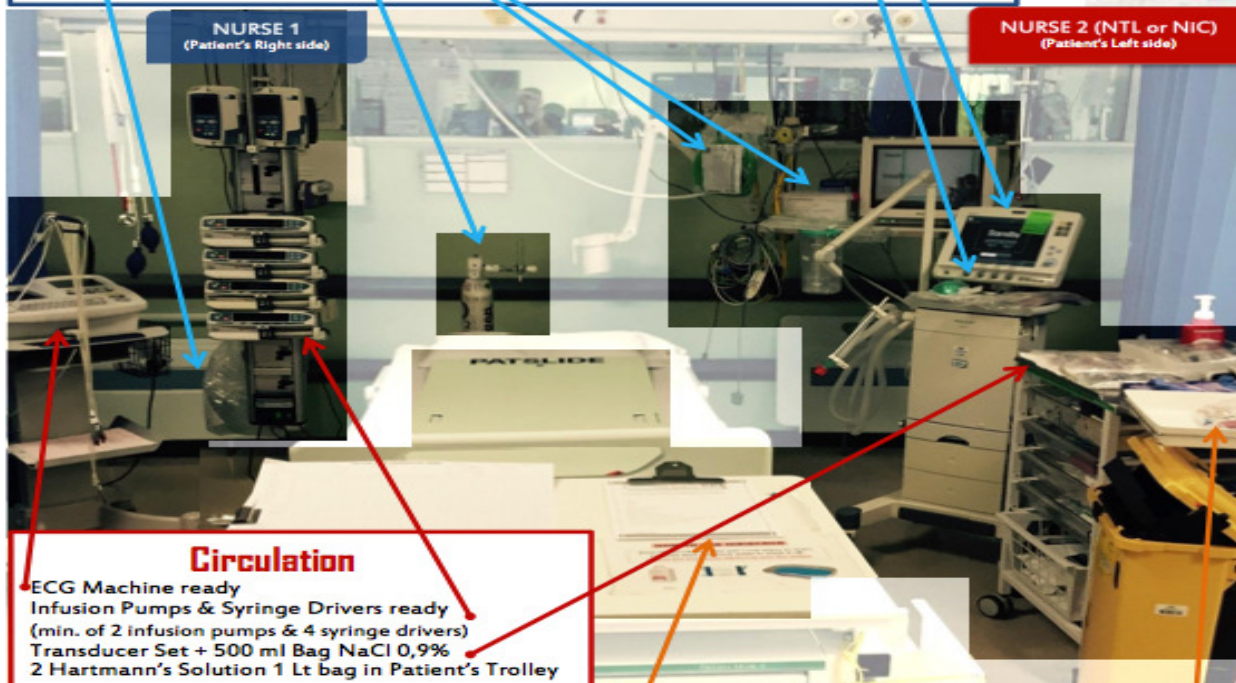 NURSE 1
(Patient's Right side)
NURSE 2 (NTL or NIC)
(Patient's Left side)
Standby
PATSLIDE
Circulation
ECG Machine ready
Infusion Pumps & Syringe Drivers ready
(min. of 2 infusion pumps & 4 syringe drivers)
Transducer Set + 500 ml Bag NaCl 0,9%
2 Hartmann's Solution 1 Lt bag in Patient's Trolley